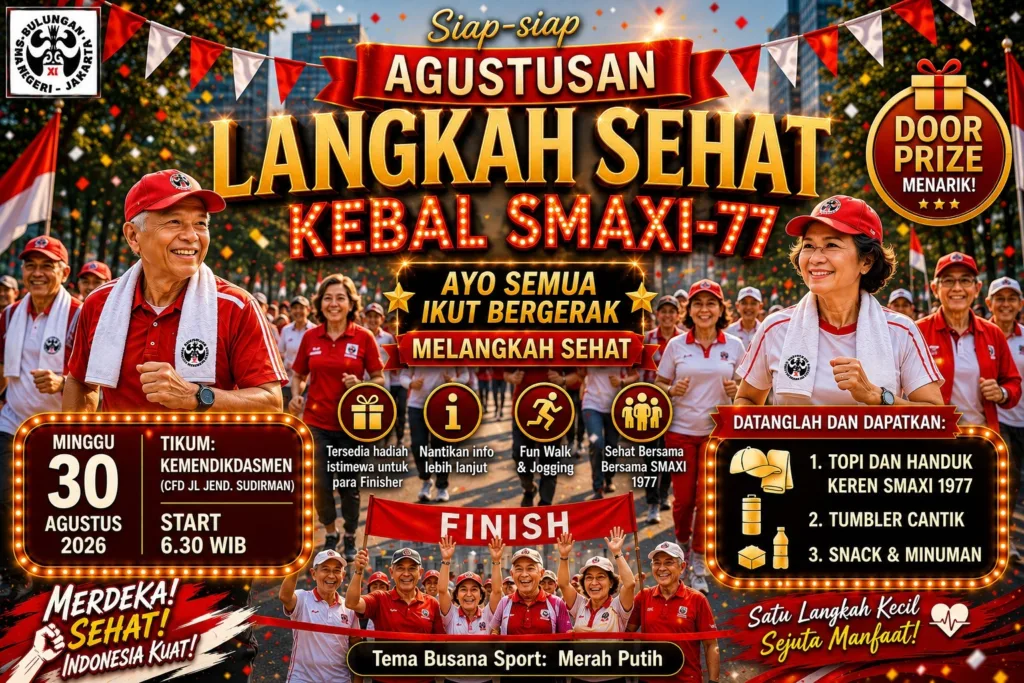 SMA NEGERI - JAKARTA
BULUNGAN
XI
Siap-siap
AGUSTUSAN
LANGKAH SEHAT
KEBAL SMAXI-77
DOOR
PRIZE
MENARIK!
AYO SEMUA
IKUT BERGERAK
MELANGKAH SEHAT
Tersedia hadiah
istimewa untuk
para Finisher
Nantikan info
lebih lanjut
Fun Walk
& Jogging
Sehat Bersama
Bersama SMAXI
1977
MINGGU
30
AGUSTUS
2026
TIKUM:
KEMENDIKDASMEN
(CFD JL JEND. SUDIRMAN)
START
6.30 WIB
DATANGLAH DAN DAPATKAN:
1. TOPI DAN HANDUK
KEREN SMAXI 1977
2. TUMBLER CANTIK
3. SNACK & MINUMAN
FINISH
MERDEKA!
SEHAT!
INDONESIA KUAT!
Satu Langkah Kecil
Sejuta Manfaat!
Tema Busana Sport: Merah Putih